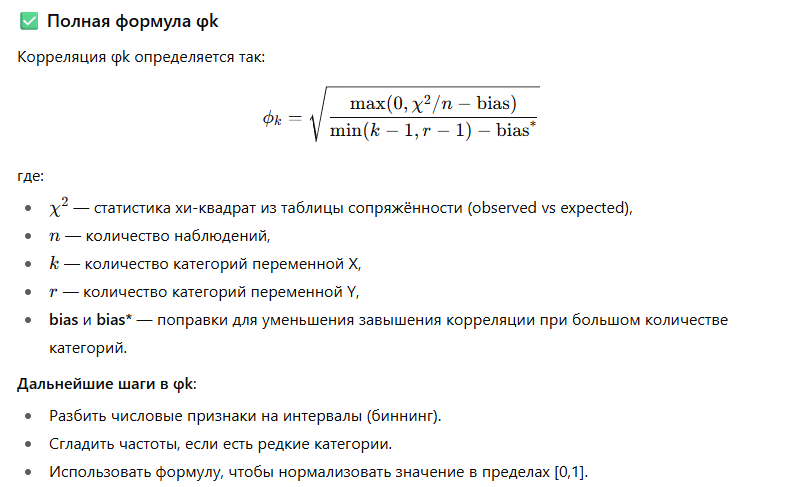 ✅ Полная формула φk
Корреляция φk определяется так:
ϕₖ = √( max(0, χ²/n − bias) / min(k − 1, r − 1) − bias* )
где:
• χ² — статистика хи-квадрат из таблицы сопряжённости (observed vs expected),
• n — количество наблюдений,
• k — количество категорий переменной X,
• r — количество категорий переменной Y,
• bias и bias* — поправки для уменьшения завышения корреляции при большом количестве
категорий.
Дальнейшие шаги в φk:
• Разбить числовые признаки на интервалы (биннинг).
• Сгладить частоты, если есть редкие категории.
• Использовать формулу, чтобы нормализовать значение в пределах [0,1].